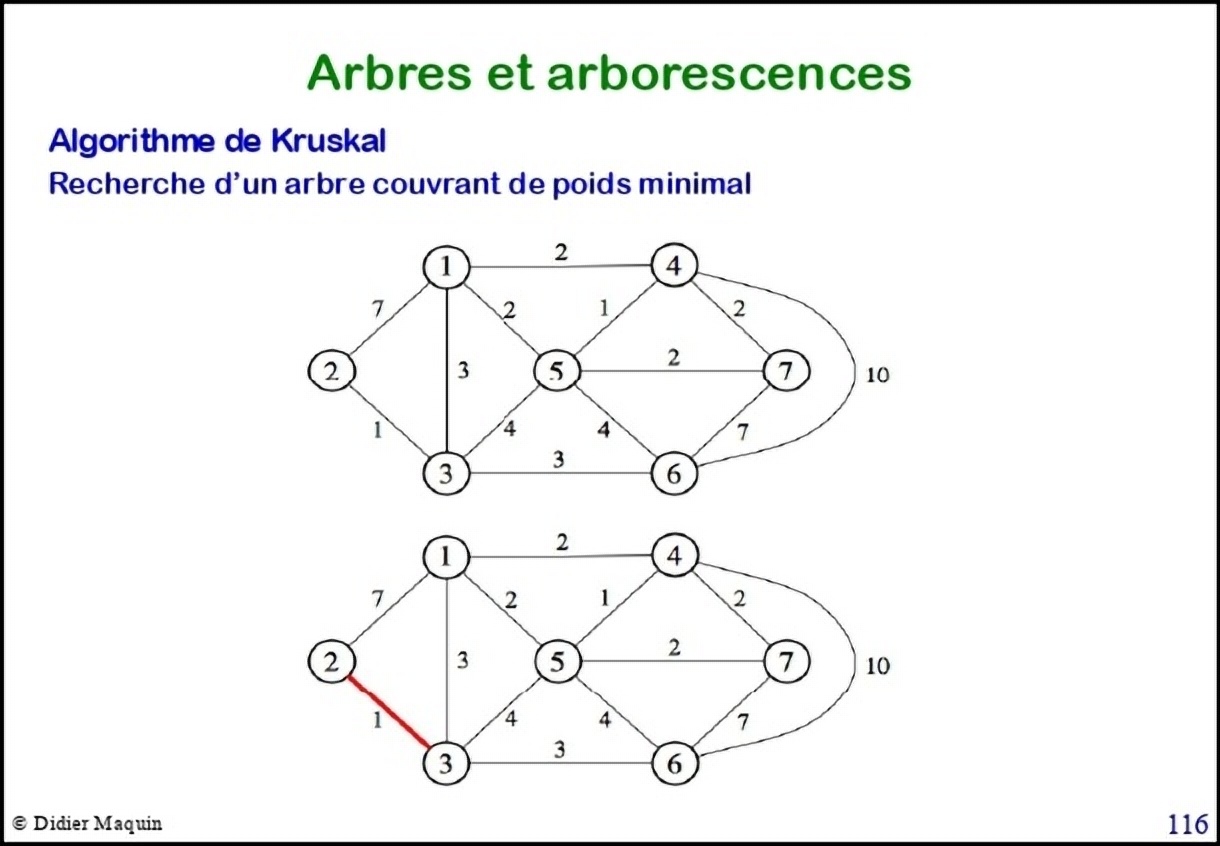 Arbres et arborescences
Algorithme de Kruskal
Recherche d'un arbre couvrant de poids minimal
1 2 4
7 2 1 2
2 3 5 2 7 10
1 4 4 7
3 3 6
1 2 4
7 2 1 2
2 3 5 2 7 10
1 4 4 7
3 3 6
© Didier Maquin
116